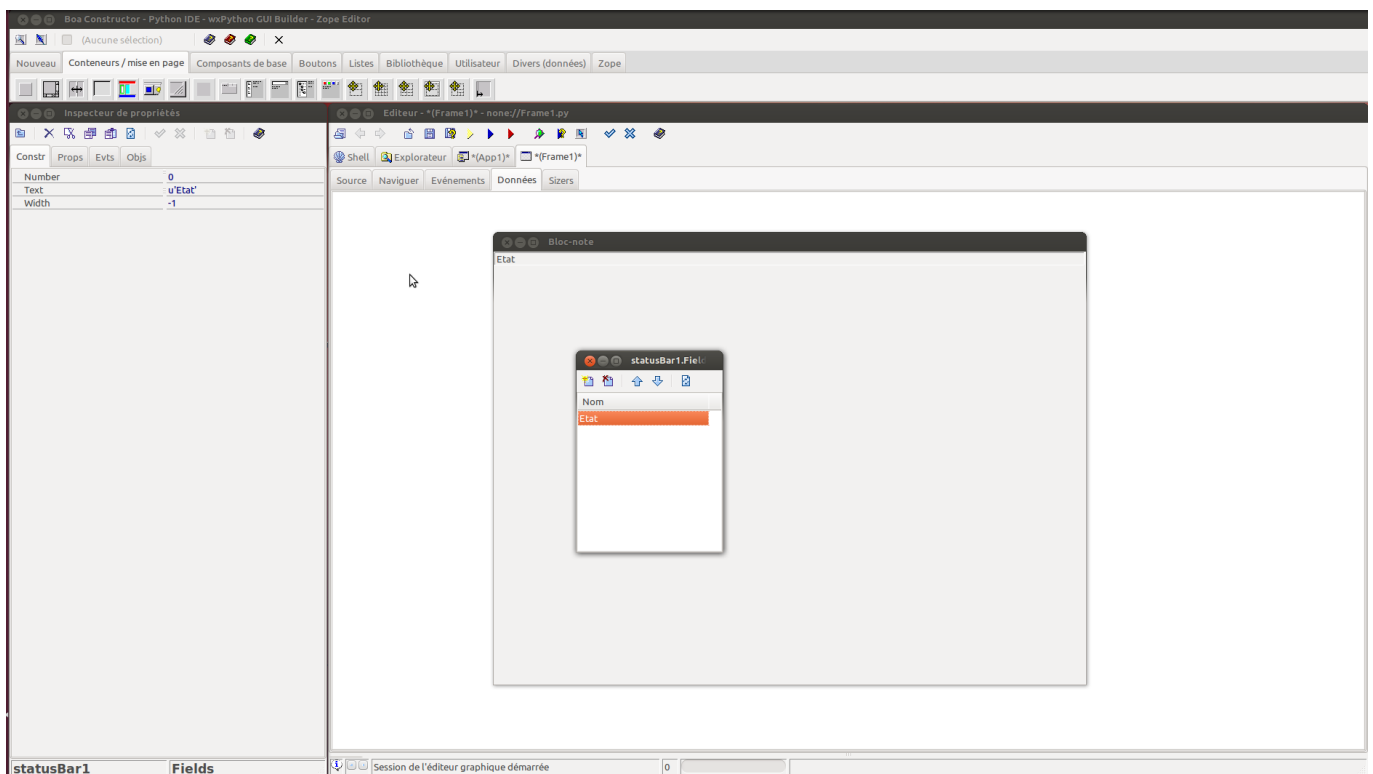 Boa Constructor - Python IDE - wxPython GUI Builder - Zope Editor
(Aucune sélection)
Nouveau Conteneurs / mise en page Composants de base Boutons Listes Bibliothèque Utilisateur Divers (données) Zope
Inspecteur de propriétés
Constr Props Evts Objs
Number 0
Text u'Etat'
Width -1
statusBar1 Fields
Editeur - *(Frame1)* - none://Frame1.py
Shell Explorateur *(App1)* *(Frame1)*
Source Naviguer Evénements Données Sizers
Bloc-note
Etat
statusBar1.Field
Nom
Etat
Session de l'éditeur graphique démarrée 0